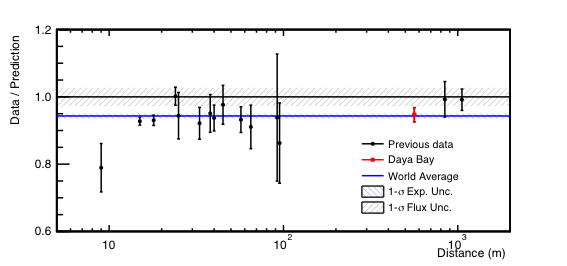 Data / Prediction
1.2
1.0
0.8
0.6
Previous data
Daya Bay
World Average
1-σ Exp. Unc.
1-σ Flux Unc.
10
10²
10³
Distance (m)